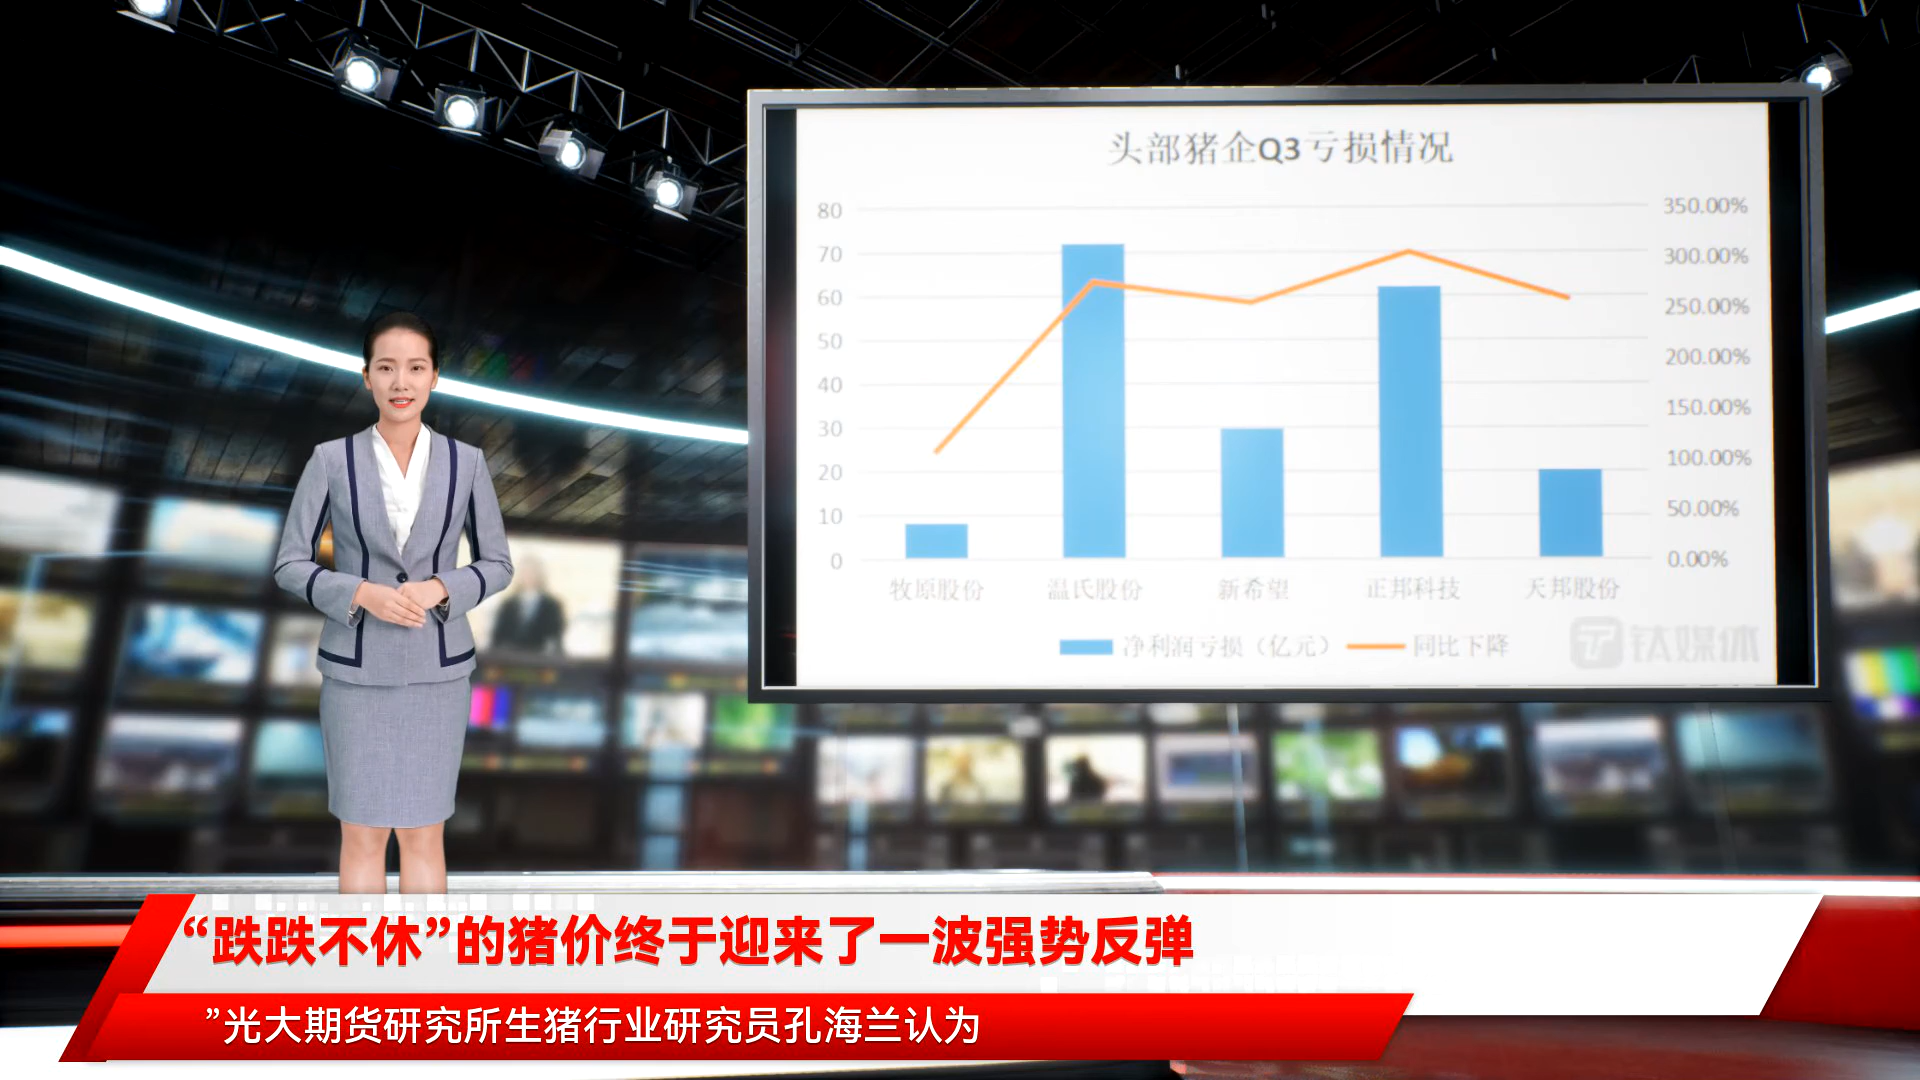 头部猪企Q3亏损情况
80
70
60
50
40
30
20
10
0
350.00%
300.00%
250.00%
200.00%
150.00%
100.00%
50.00%
0.00%
牧原股份 温氏股份 新希望 正邦科技 天邦股份
净利润亏损（亿元） 同比下降
钛媒体
“跌跌不休”的猪价终于迎来了一波强势反弹
”光大期货研究所生猪行业研究员孔海兰认为